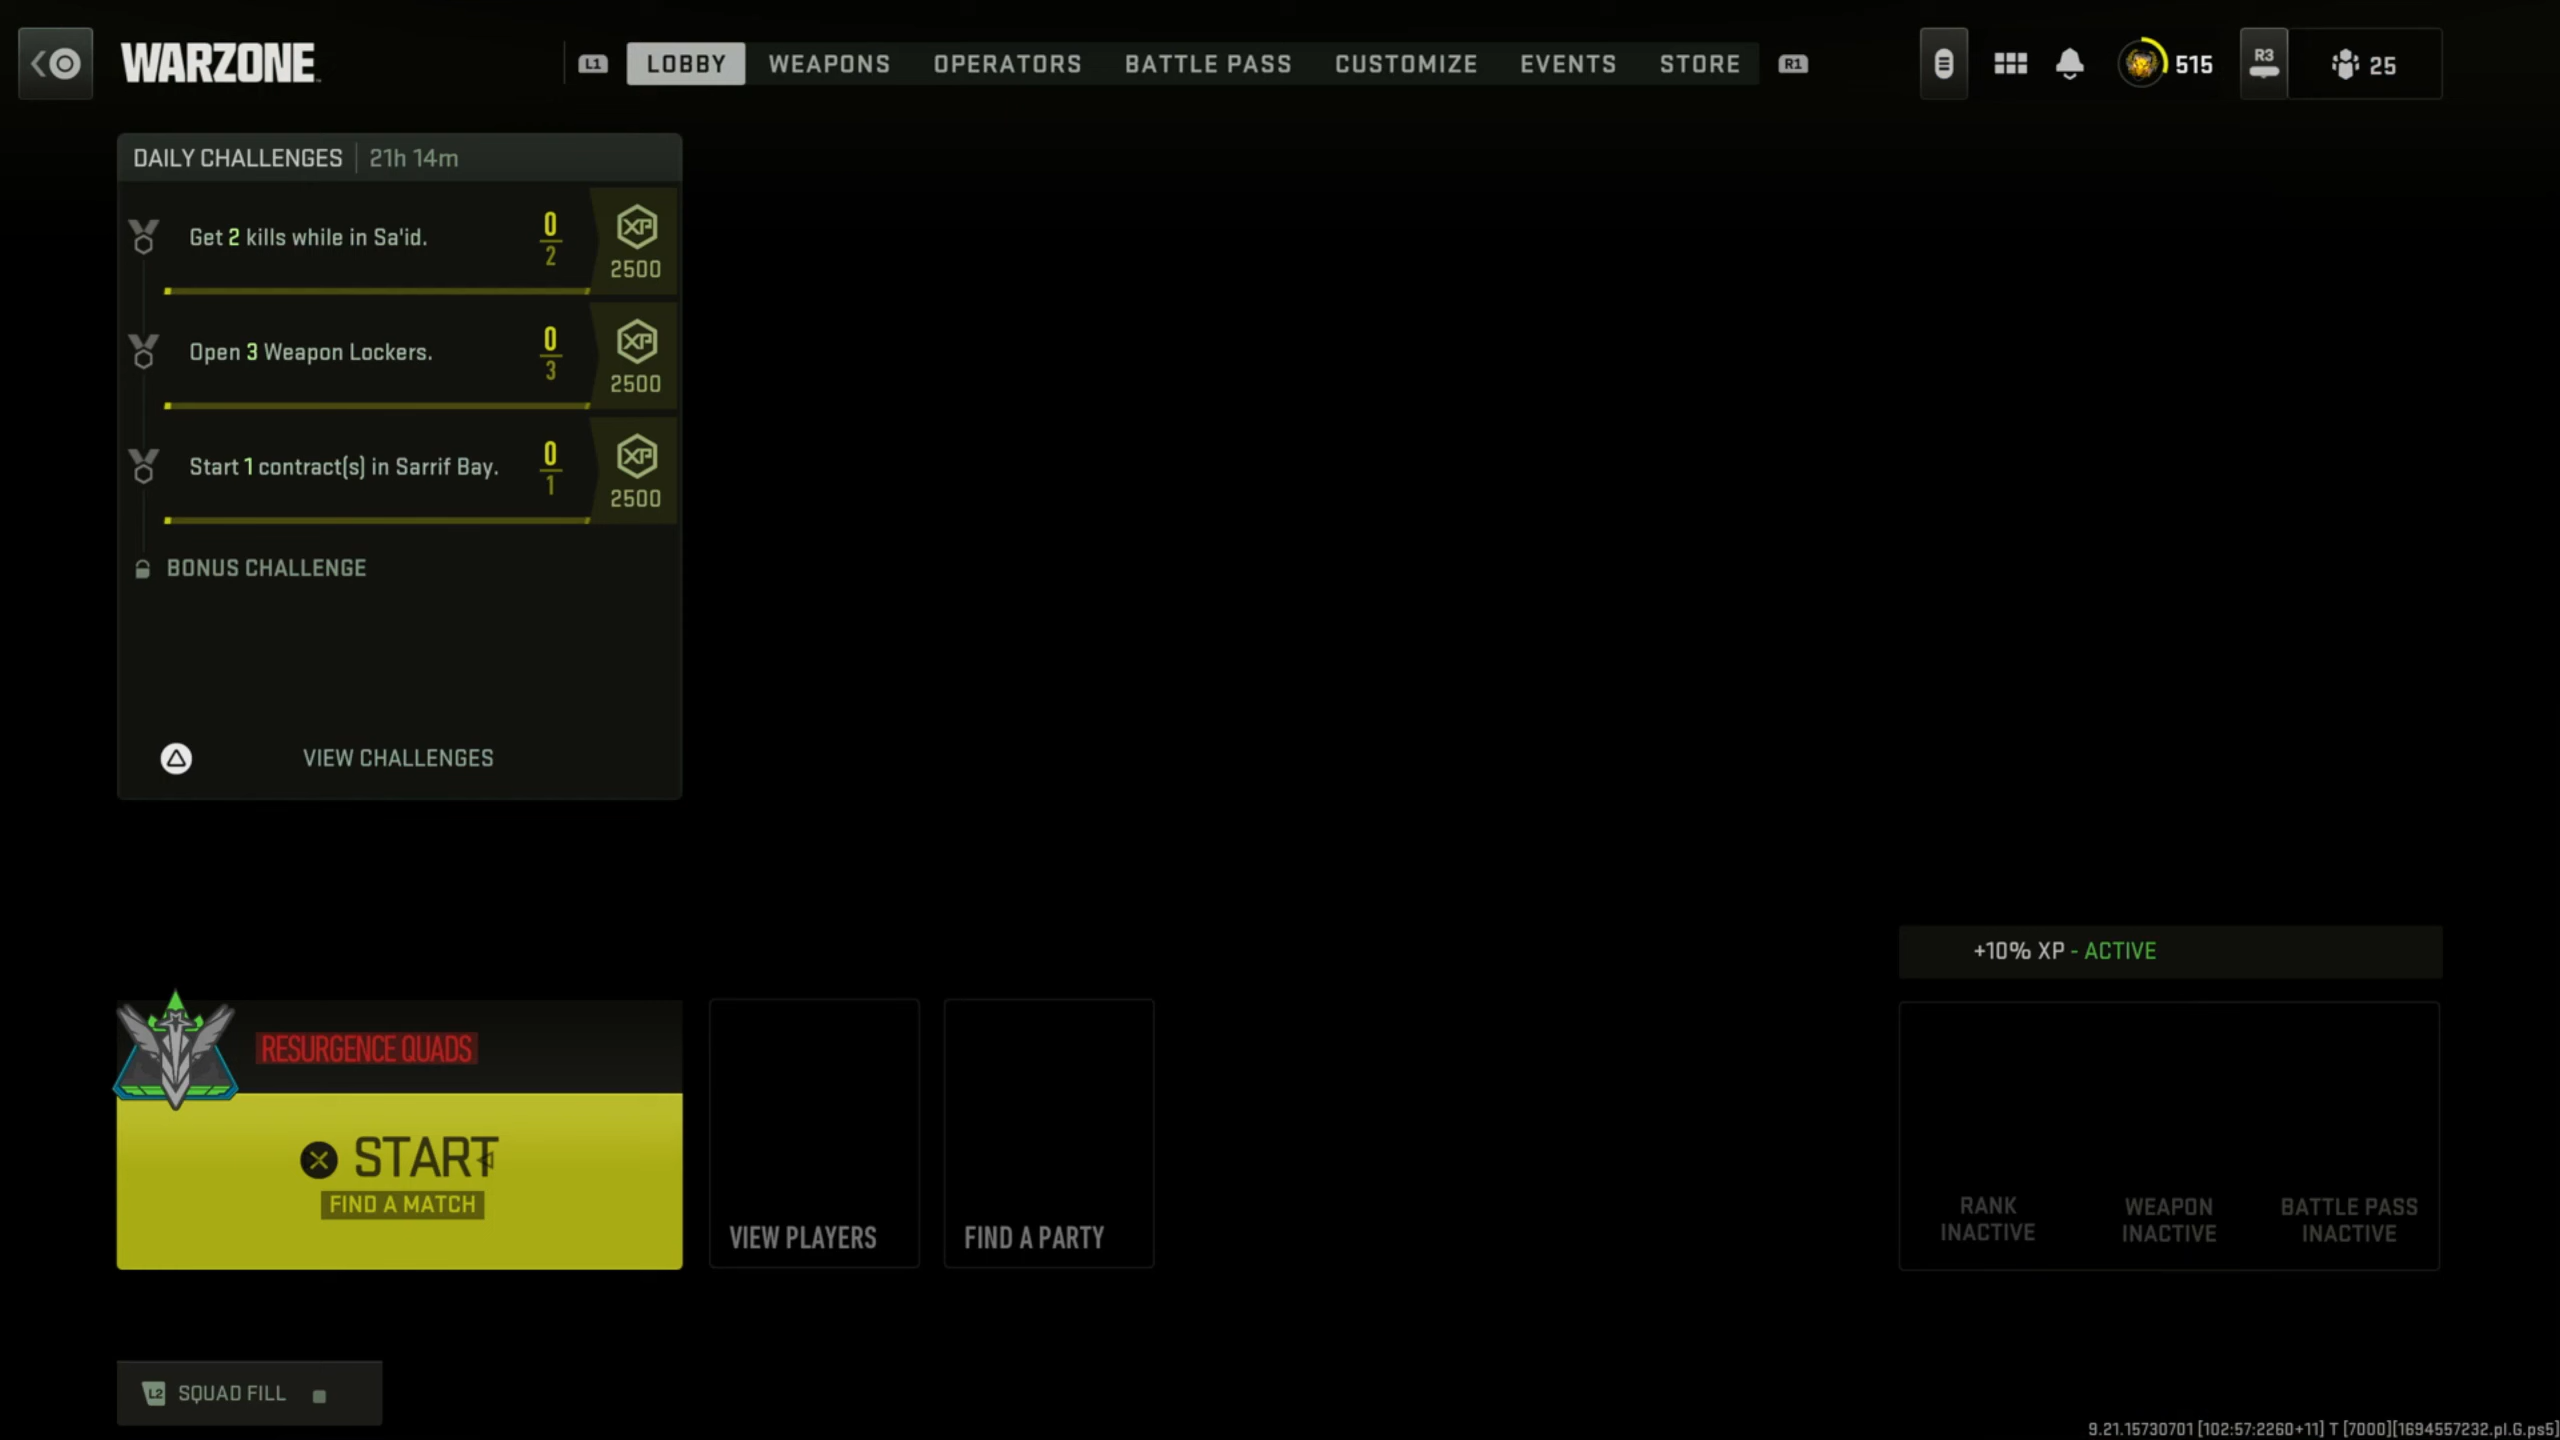 WARZONE
L1 LOBBY WEAPONS OPERATORS BATTLE PASS CUSTOMIZE EVENTS STORE R1
515
R3
25
DAILY CHALLENGES 21h 14m
Get 2 kills while in Sa'id.
0
2
XP
2500
Open 3 Weapon Lockers.
0
3
XP
2500
Start 1 contract(s) in Sarrif Bay.
0
1
XP
2500
BONUS CHALLENGE
VIEW CHALLENGES
+10% XP - ACTIVE
RESURGENCE QUADS
START
FIND A MATCH
VIEW PLAYERS
FIND A PARTY
RANK
INACTIVE
WEAPON
INACTIVE
BATTLE PASS
INACTIVE
L2 SQUAD FILL
9.21.15730701 [102:57:2260+11] T [7000][1694557232.pl.G.ps5]